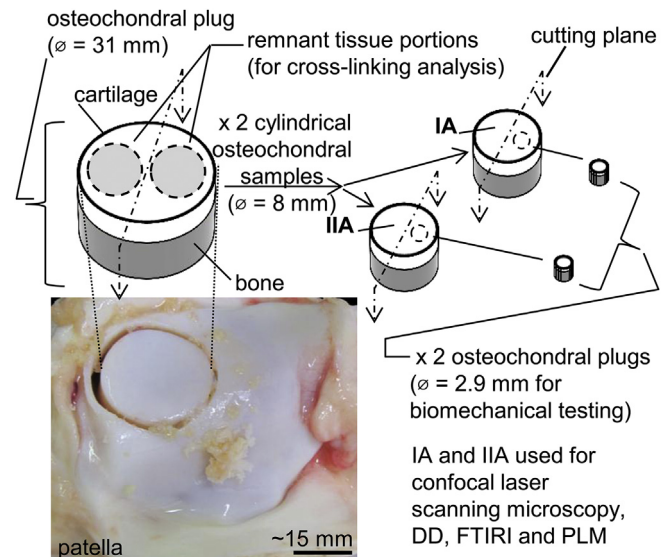 osteochondral plug
(ø = 31 mm)
remnant tissue portions
(for cross-linking analysis)
cutting plane
cartilage
x 2 cylindrical
osteochondral
samples
(ø = 8 mm)
IA
IIA
bone
x 2 osteochondral plugs
(ø = 2.9 mm for
biomechanical testing)
IA and IIA used for
confocal laser
scanning microscopy,
DD, FTIRI and PLM
patella
~15 mm